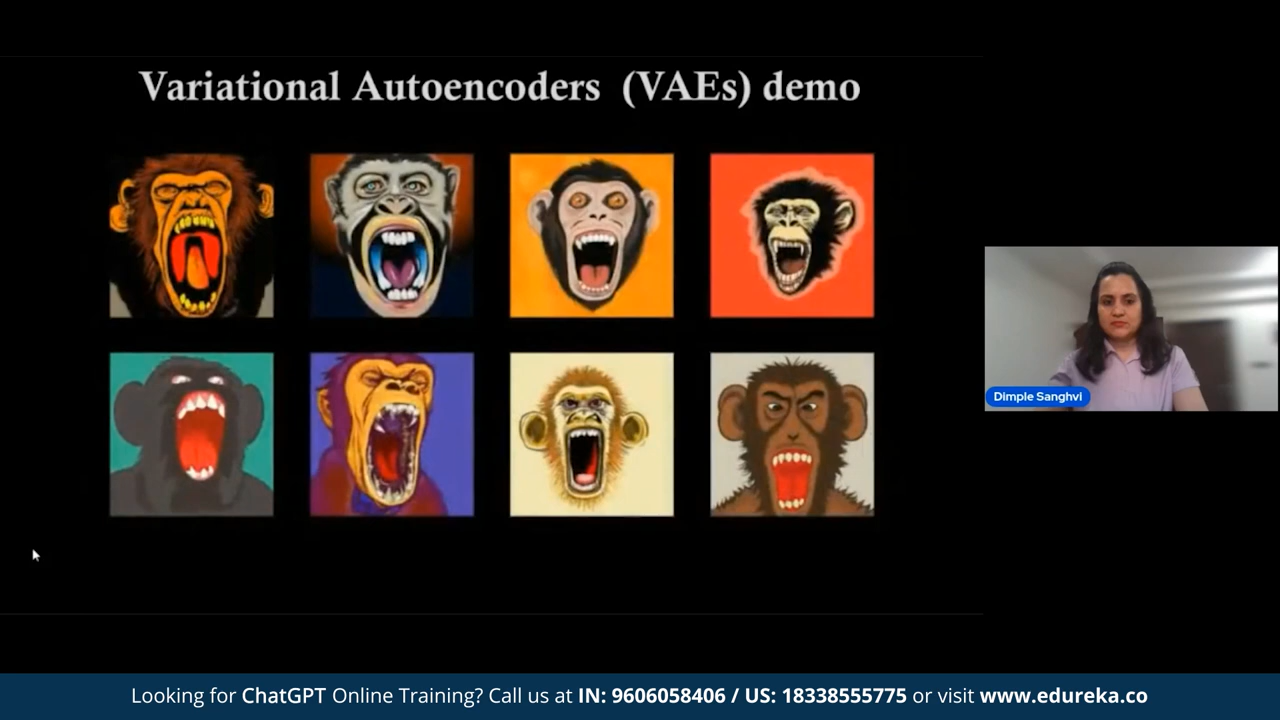 Variational Autoencoders (VAEs) demo
Dimple Sanghvi
Looking for ChatGPT Online Training? Call us at IN: 9606058406 / US: 18338555775 or visit www.edureka.co